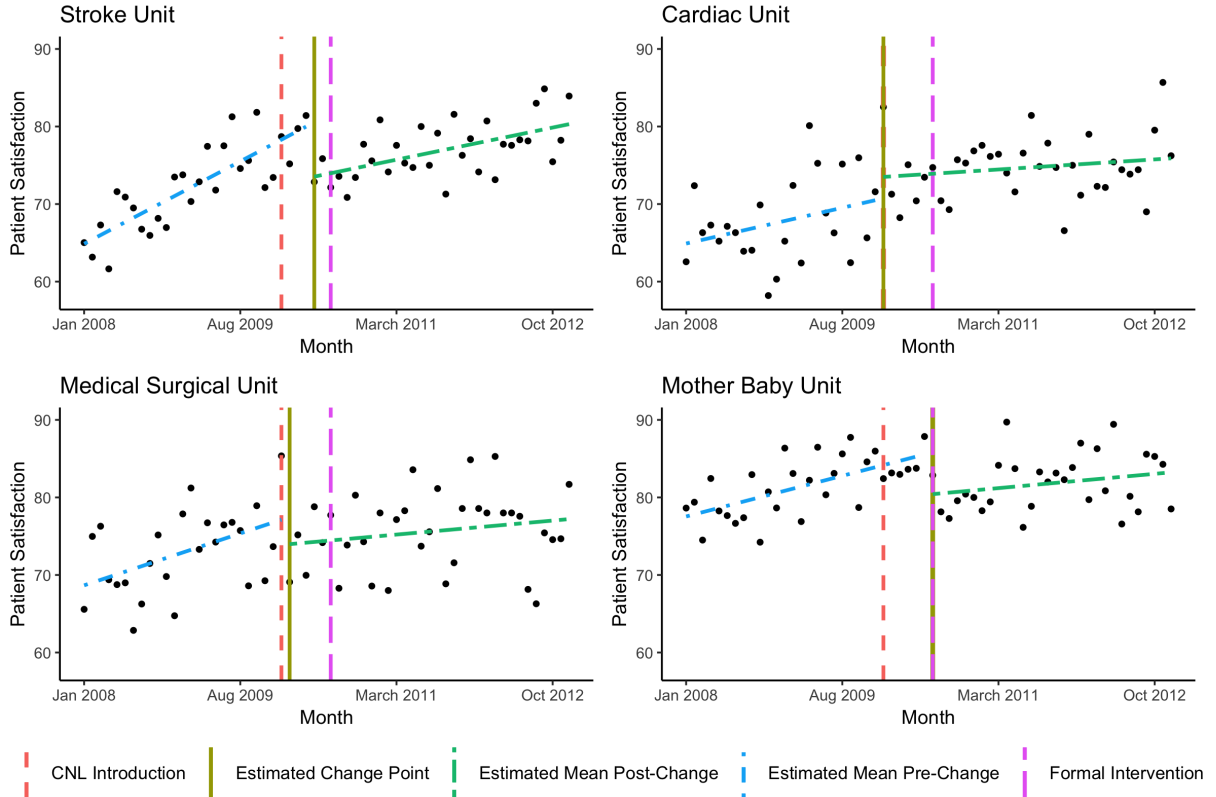 Stroke Unit
Patient Satisfaction
90
80
70
60
Jan 2008 Aug 2009 March 2011 Oct 2012
Month
Cardiac Unit
Patient Satisfaction
90
80
70
60
Jan 2008 Aug 2009 March 2011 Oct 2012
Month
Medical Surgical Unit
Patient Satisfaction
90
80
70
60
Jan 2008 Aug 2009 March 2011 Oct 2012
Month
Mother Baby Unit
Patient Satisfaction
90
80
70
60
Jan 2008 Aug 2009 March 2011 Oct 2012
Month
CNL Introduction Estimated Change Point Estimated Mean Post-Change Estimated Mean Pre-Change Formal Intervention